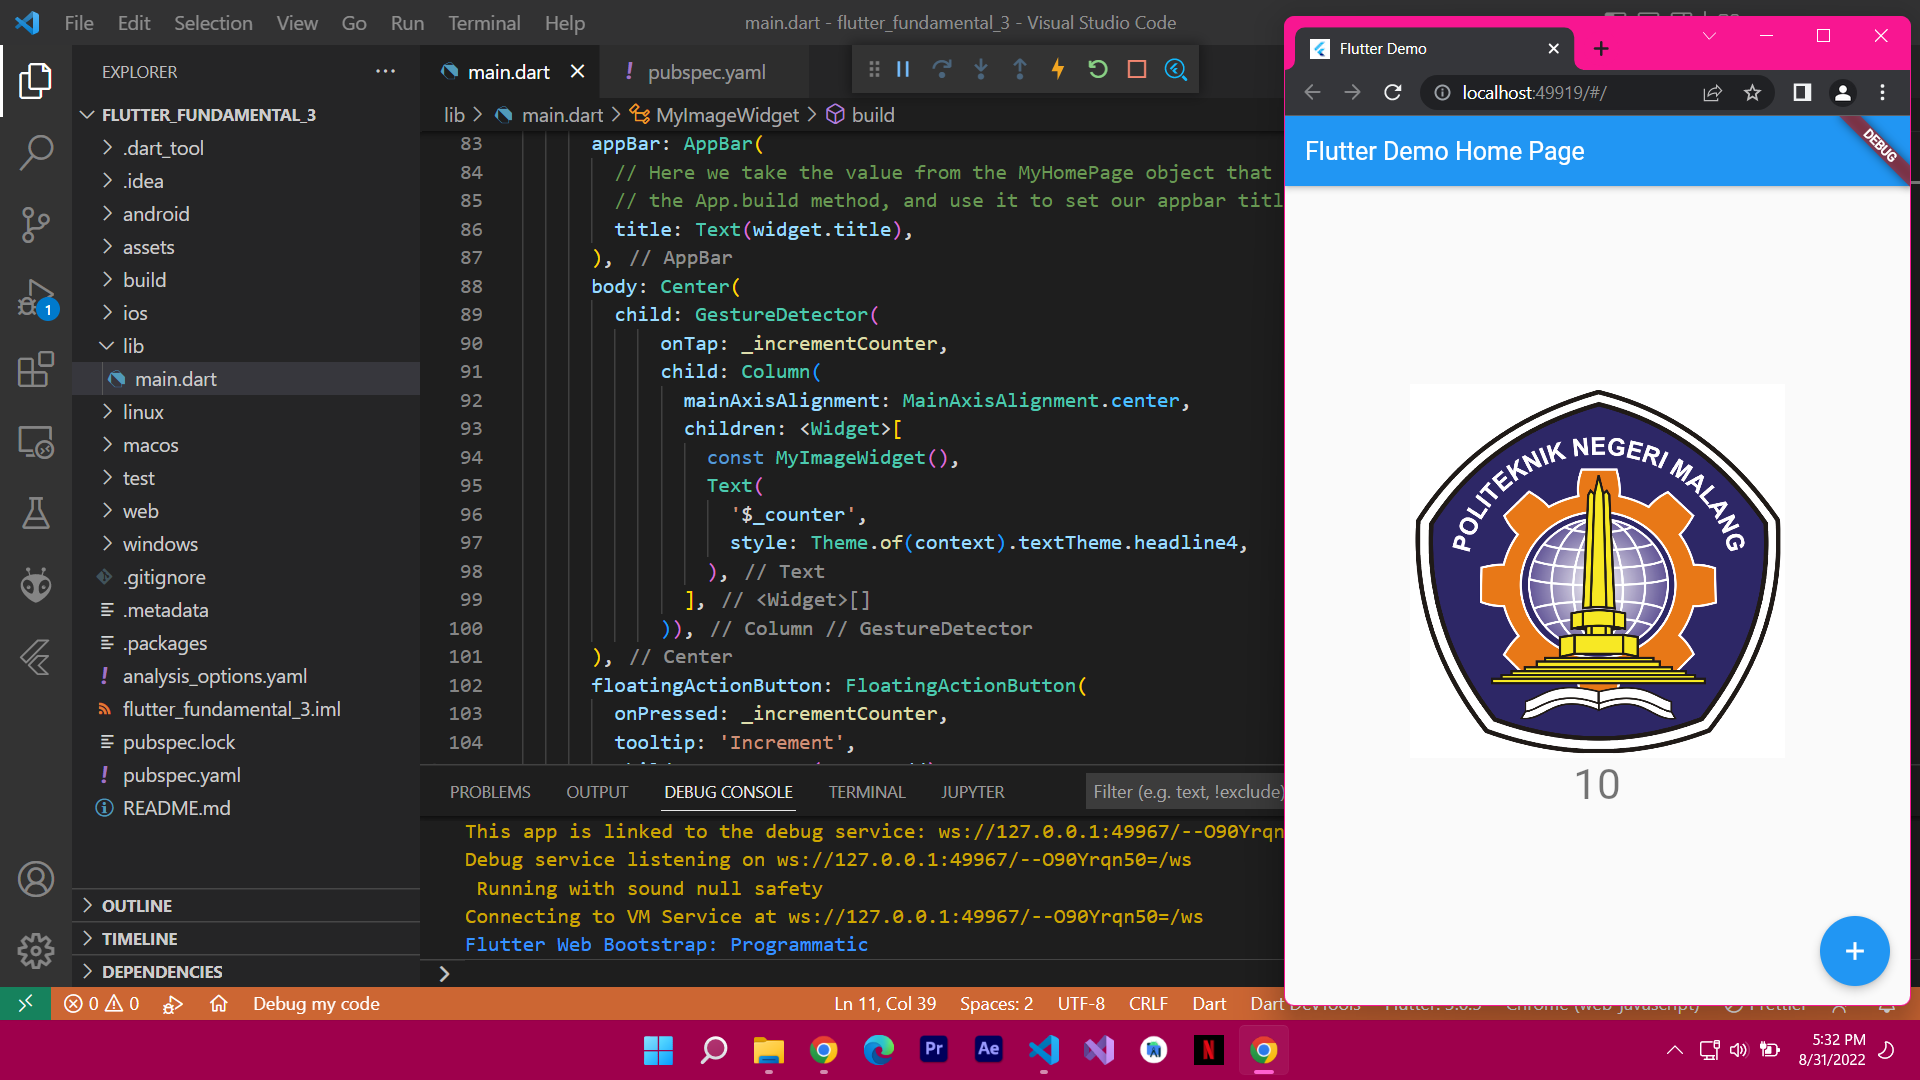 File Edit Selection View Go Run Terminal Help
main.dart - flutter_fundamental_3 - Visual Studio Code
EXPLORER
FLUTTER_FUNDAMENTAL_3
.dart_tool
.idea
android
assets
build
ios
lib
main.dart
linux
macos
test
web
windows
.gitignore
.metadata
.packages
analysis_options.yaml
flutter_fundamental_3.iml
pubspec.lock
pubspec.yaml
README.md
OUTLINE
TIMELINE
DEPENDENCIES
1
main.dart
! pubspec.yaml
lib > main.dart > MyImageWidget > build
83 appBar: AppBar(
84 // Here we take the value from the MyHomePage object that
85 // the App.build method, and use it to set our appbar titl
86 title: Text(widget.title),
87 ), // AppBar
88 body: Center(
89 child: GestureDetector(
90 onTap: _incrementCounter,
91 child: Column(
92 mainAxisAlignment: MainAxisAlignment.center,
93 children: <Widget>[
94 const MyImageWidget(),
95 Text(
96 '$_counter',
97 style: Theme.of(context).textTheme.headline4,
98 ), // Text
99 ], // <Widget>[]
100 )), // Column // GestureDetector
101 ), // Center
102 floatingActionButton: FloatingActionButton(
103 onPressed: _incrementCounter,
104 tooltip: 'Increment',
PROBLEMS OUTPUT DEBUG CONSOLE TERMINAL JUPYTER
Filter (e.g. text, !exclude)
This app is linked to the debug service: ws://127.0.0.1:49967/--O90Yrqn
Debug service listening on ws://127.0.0.1:49967/--O90Yrqn50=/ws
Running with sound null safety
Connecting to VM Service at ws://127.0.0.1:49967/--O90Yrqn50=/ws
Flutter Web Bootstrap: Programmatic
0 0 Debug my code
Ln 11, Col 39 Spaces: 2 UTF-8 CRLF Dart Dart DevTools
Flutter Demo
localhost:49919/#/
Flutter Demo Home Page
DEBUG
POLITEKNIK NEGERI MALANG
10
+
Pr
Ae
N
5:32 PM
8/31/2022